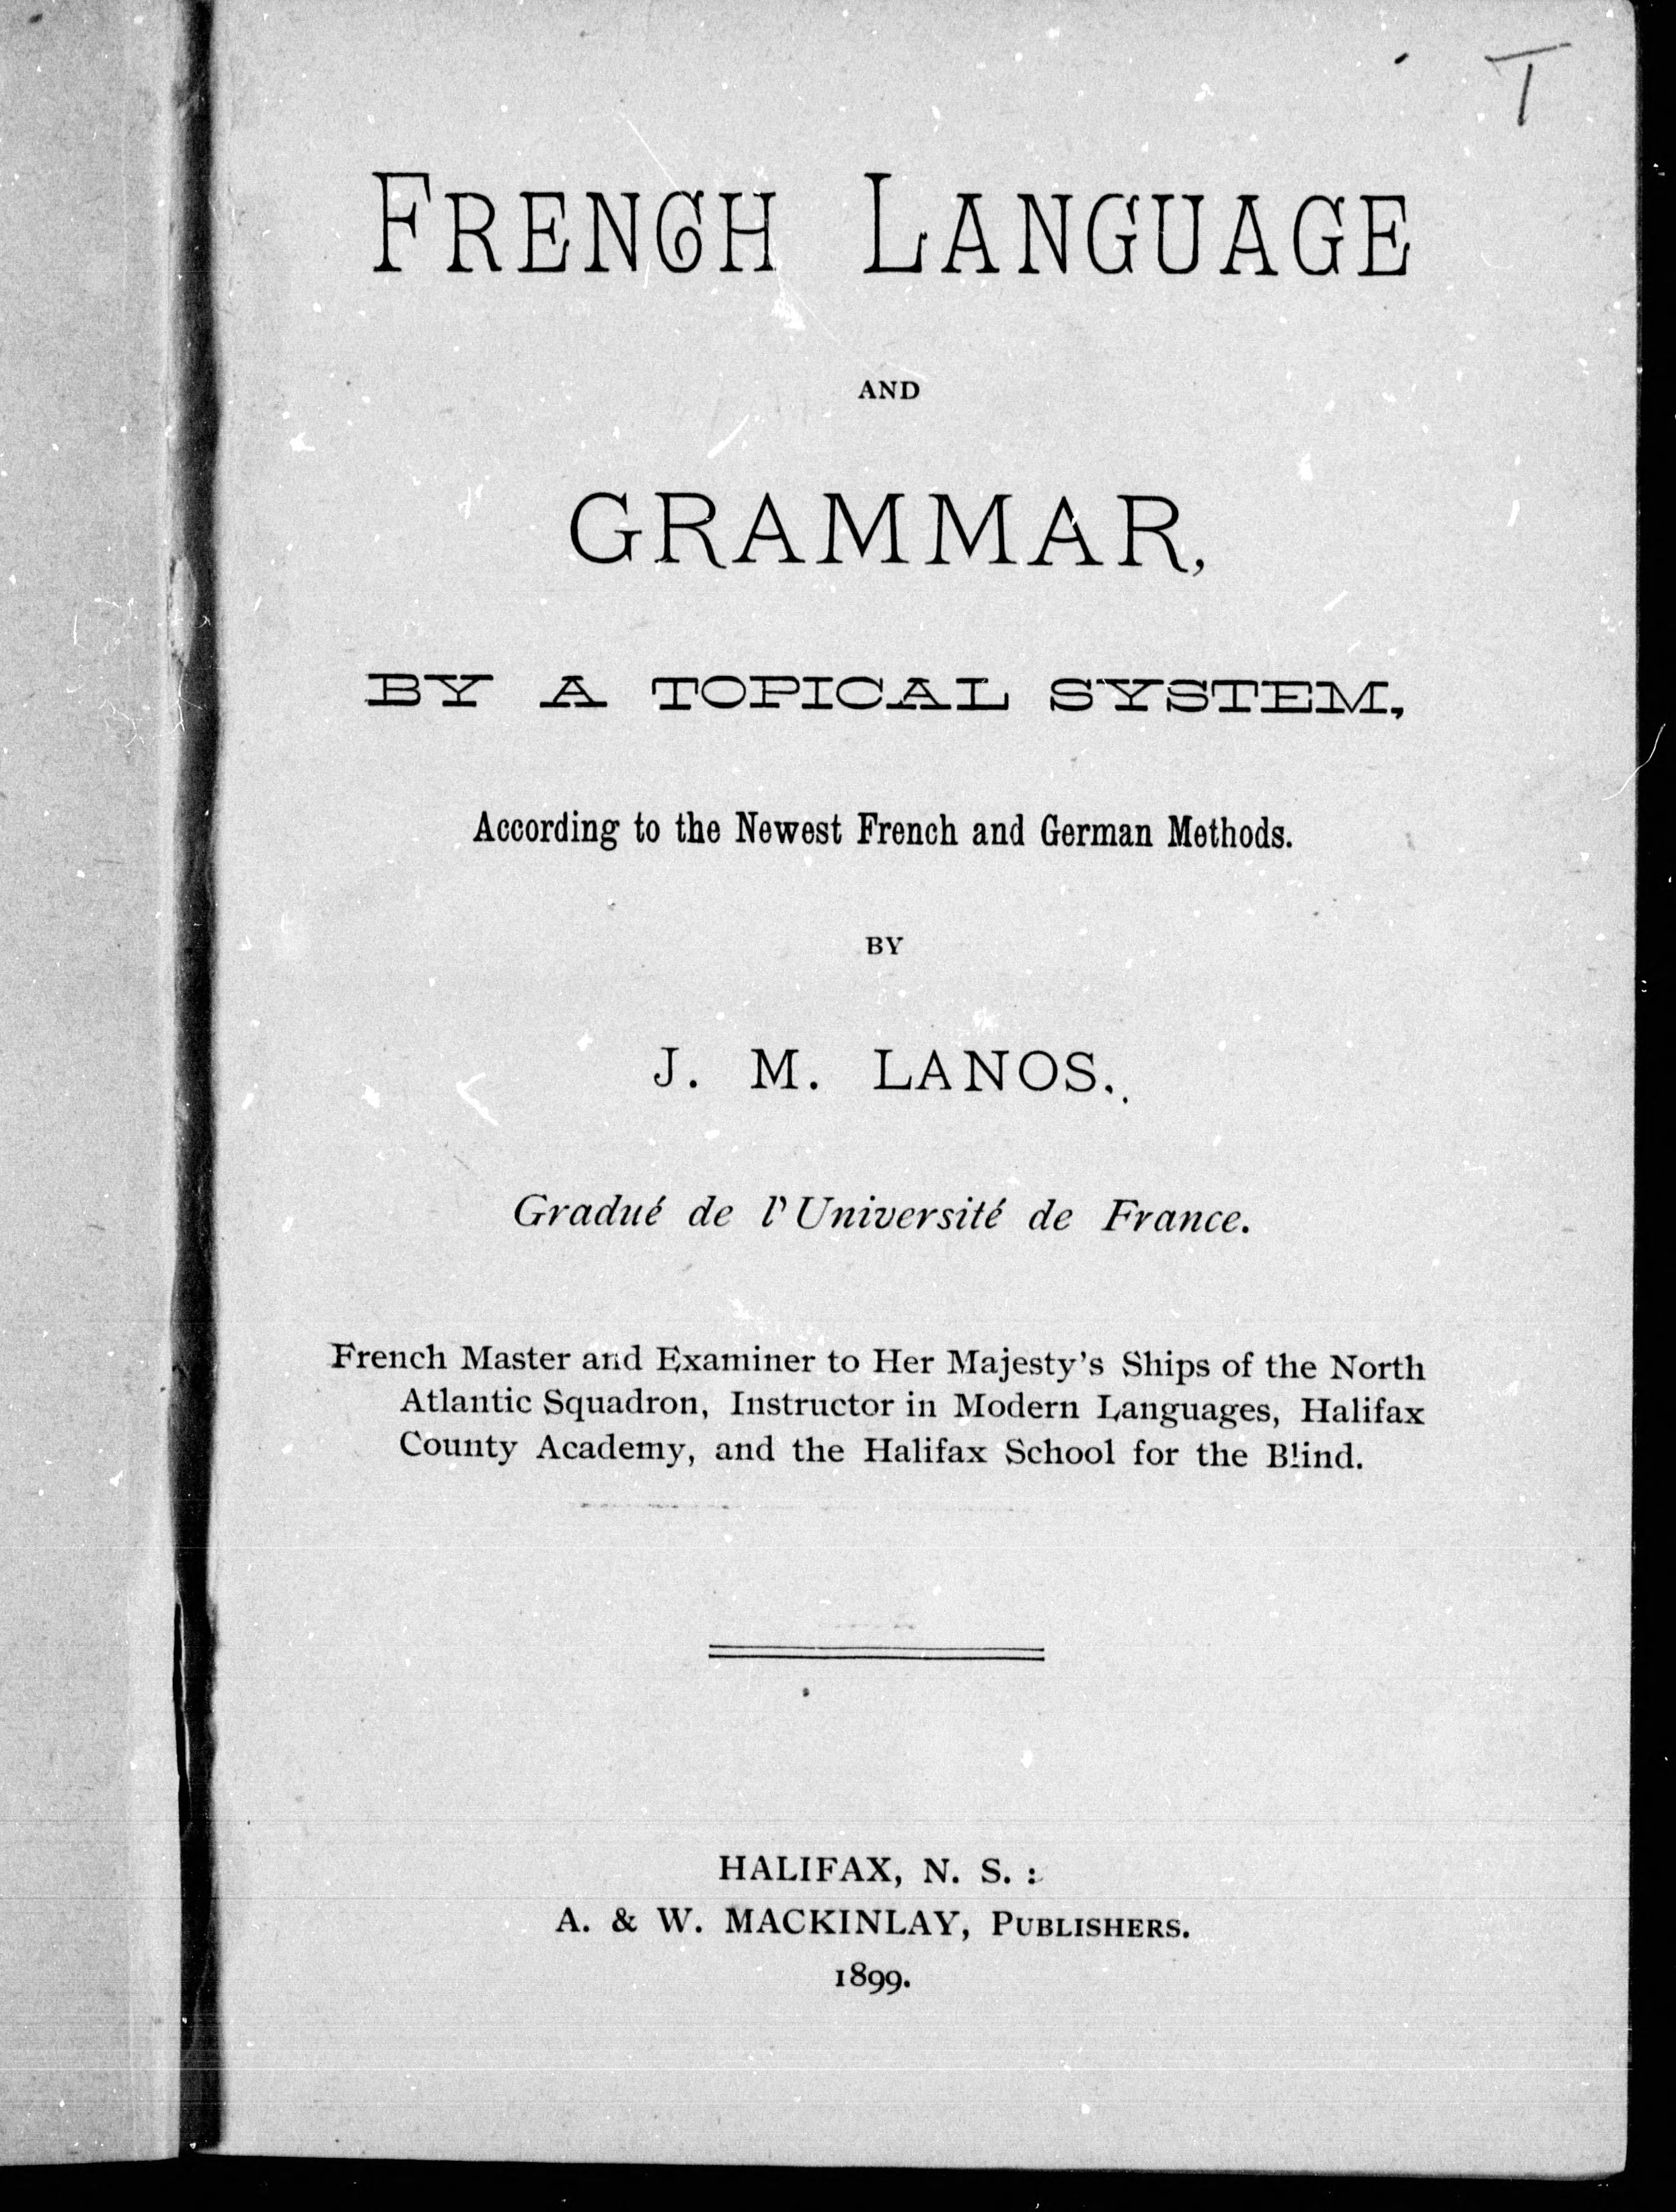 T
FRENCH LANGUAGE
AND
GRAMMAR,
BY A TOPICAL SYSTEM,
According to the Newest French and German Methods.
BY
J. M. LANOS.
Gradué de l'Université de France.
French Master and Examiner to Her Majesty's Ships of the North
Atlantic Squadron, Instructor in Modern Languages, Halifax
County Academy, and the Halifax School for the Blind.
HALIFAX, N. S. :
A. & W. MACKINLAY, PUBLISHERS.
1899.